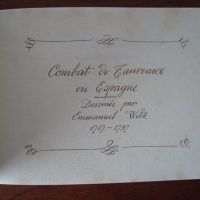 Combat de Taureaux
en Espagne
Dessinés par
Emmanuel Witz
1717-1797